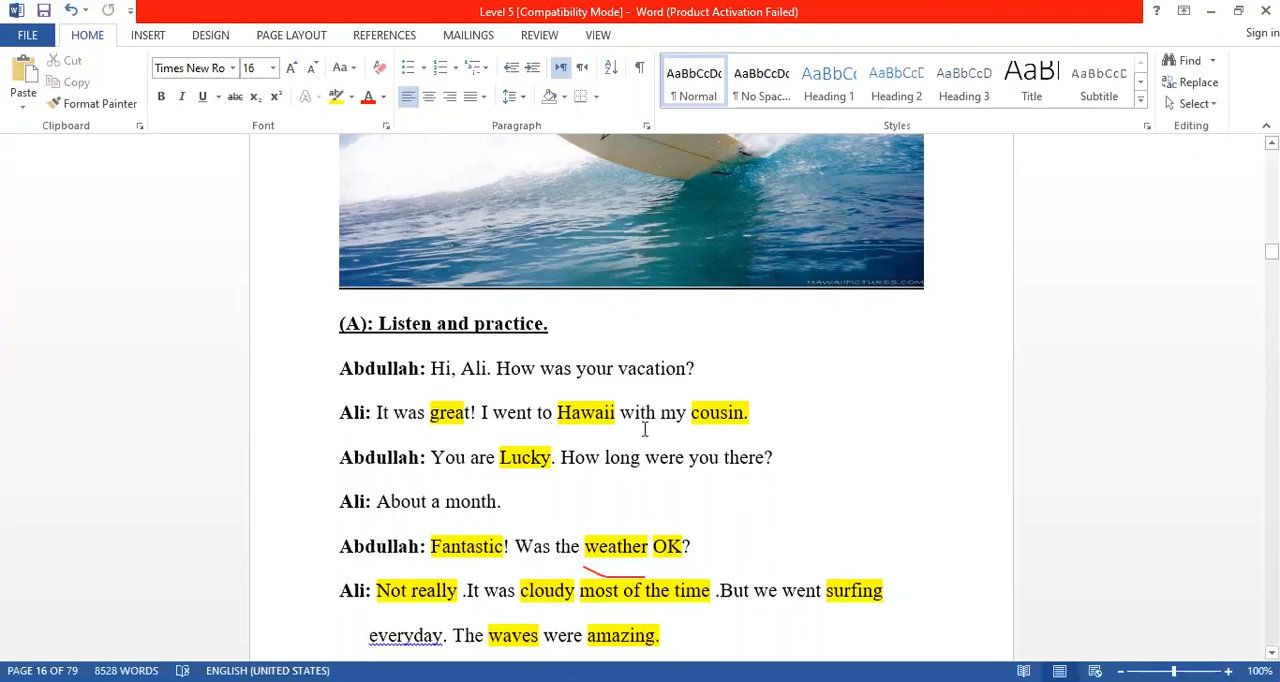 Level 5 [Compatibility Mode] - Word (Product Activation Failed)
FILE HOME INSERT DESIGN PAGE LAYOUT REFERENCES MAILINGS REVIEW VIEW Sign in
Paste
Cut
Copy
Format Painter
Clipboard
Times New Ro 16
Font
Paragraph
AaBbCcDc AaBbCcDc AaBbCc AaBbCcDc AaBbCcDd AaBl AaBbCcDc
¶ Normal ¶ No Spac... Heading 1 Heading 2 Heading 3 Title Subtitle
Styles
Find
Replace
Select
Editing
HAWAIIPICTURES.COM
(A): Listen and practice.
Abdullah: Hi, Ali. How was your vacation?
Ali: It was great! I went to Hawaii with my cousin.
Abdullah: You are Lucky. How long were you there?
Ali: About a month.
Abdullah: Fantastic! Was the weather OK?
Ali: Not really .It was cloudy most of the time .But we went surfing
everyday. The waves were amazing.
PAGE 16 OF 79 8528 WORDS ENGLISH (UNITED STATES) 100%